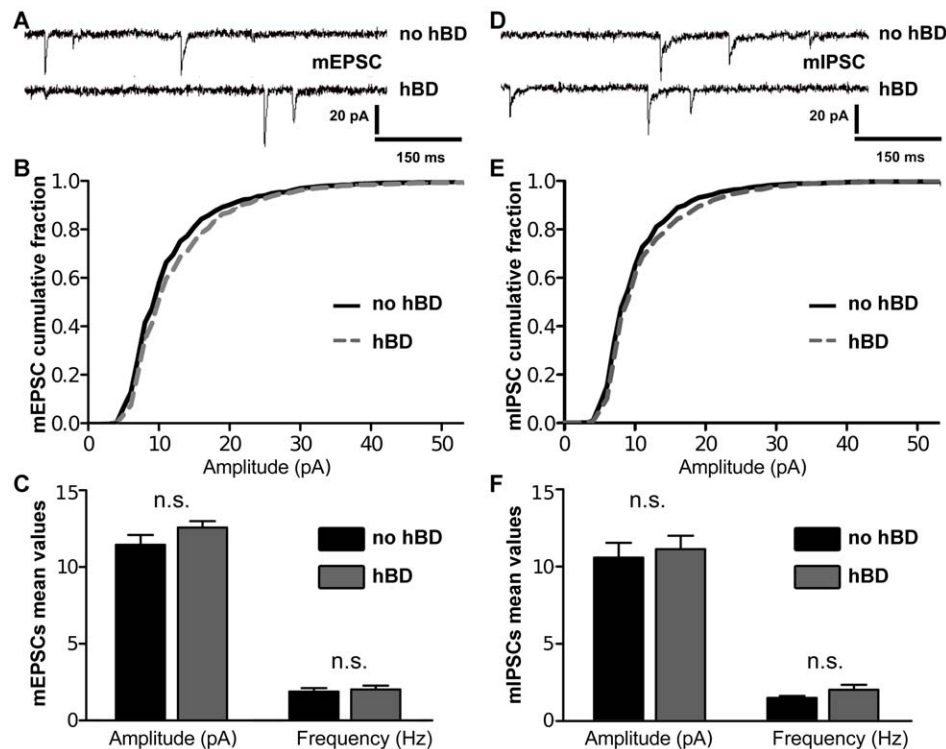 A
no hBD
mEPSC
hBD
20 pA
150 ms
B
mEPSC cumulative fraction
1.0
0.8
0.6
0.4
0.2
0.0
no hBD
hBD
0 10 20 30 40 50
Amplitude (pA)
C
mEPSCs mean values
15
10
5
0
n.s.
n.s.
no hBD
hBD
Amplitude (pA) Frequency (Hz)
D
no hBD
mIPSC
hBD
20 pA
150 ms
E
mIPSC cumulative fraction
1.0
0.8
0.6
0.4
0.2
0.0
no hBD
hBD
0 10 20 30 40 50
Amplitude (pA)
F
mIPSCs mean values
15
10
5
0
n.s.
n.s.
no hBD
hBD
Amplitude (pA) Frequency (Hz)